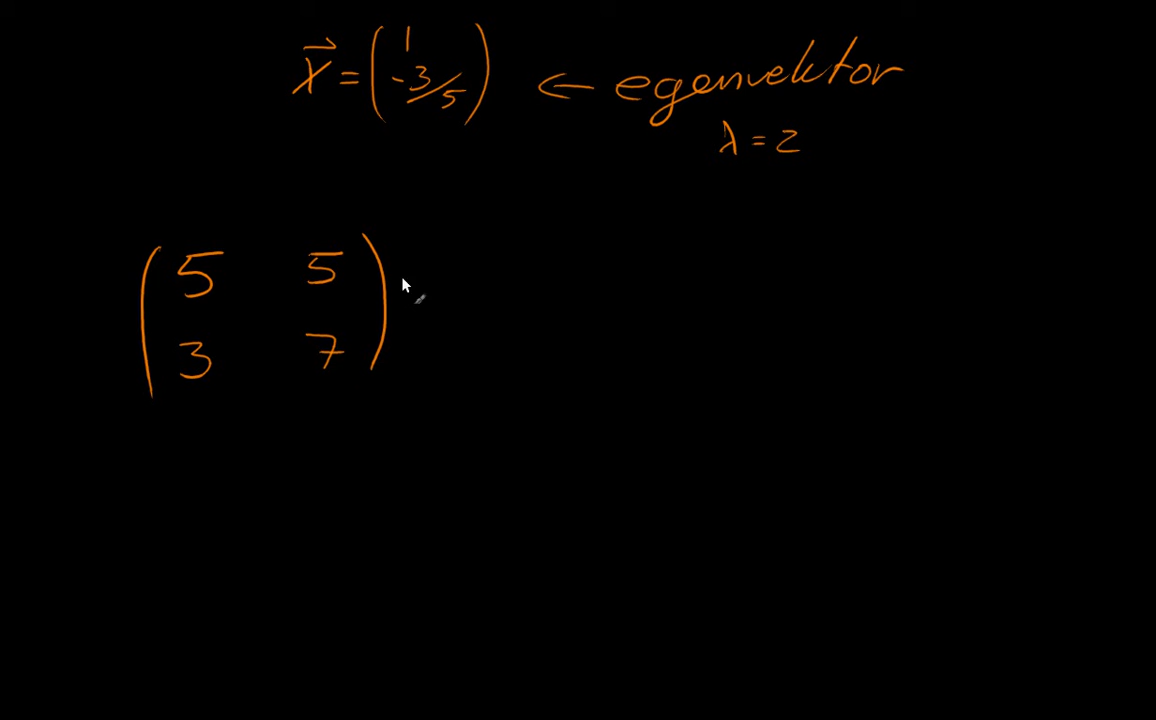 x⃗ = (1
-3/5) ← egenvektor
λ = 2
(5 5
3 7)